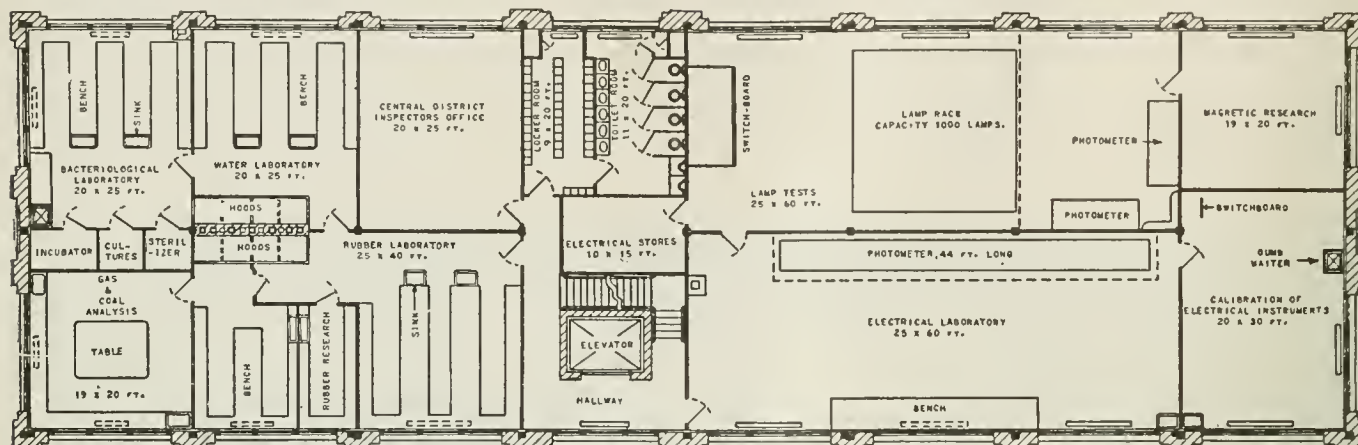 BENCH
SINK
BACTERIOLOGICAL
LABORATORY
20 X 25 FT.
WATER LABORATORY
20 X 25 FT.
CENTRAL DISTRICT
INSPECTORS OFFICE
20 X 25 FT.
LOCKER ROOM
9 X 20 FT.
TOILET ROOM
11 X 20 FT.
SWITCH-BOARD
LAMP RACK
CAPACITY 1000 LAMPS.
LAMP TESTS
25 X 60 FT.
PHOTOMETER
PHOTOMETER
MAGNETIC RESEARCH
19 X 20 FT.
INCUBATOR
CUL-
TURES
STERIL
-IZER
HOODS
HOODS
RUBBER LABORATORY
25 X 40 FT.
ELECTRICAL STORES
10 X 15 FT.
PHOTOMETER, 44 FT. LONG
SWITCHBOARD
DUMB
WAITER
GAS
&
COAL
ANALYSIS
TABLE
19 X 20 FT.
BENCH
RUBBER RESEARCH
SINK
ELEVATOR
HALLWAY
ELECTRICAL LABORATORY
25 X 60 FT.
BENCH
CALIBRATION OF
ELECTRICAL INSTRUMENTS
20 X 30 FT.